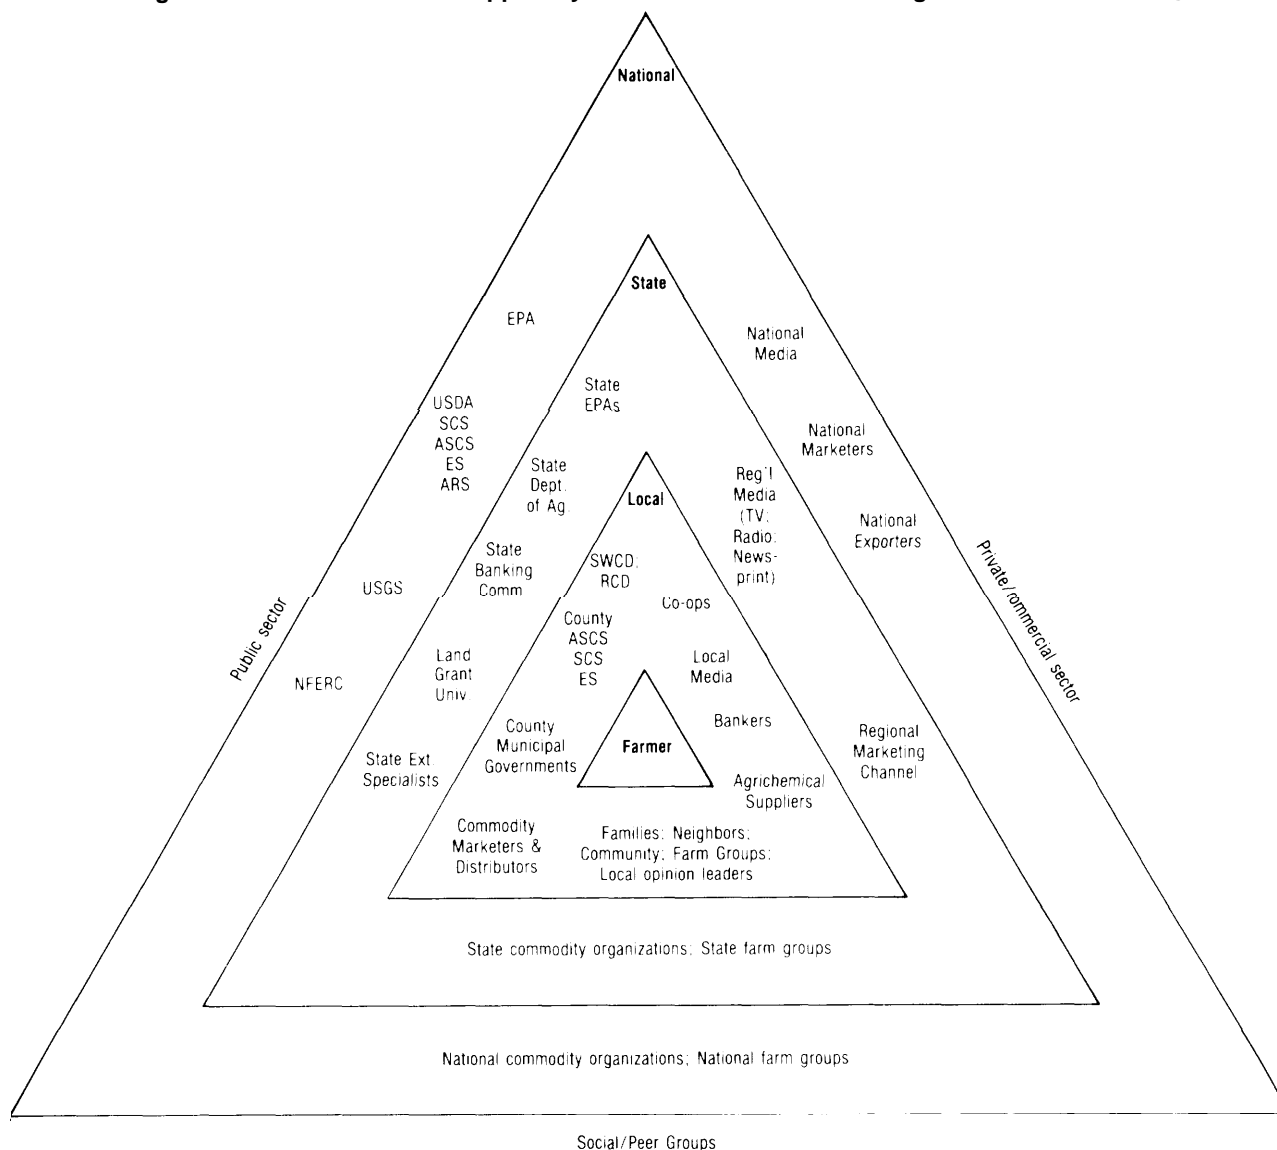 National
State
EPA
National
Media
State
EPAs
USDA
SCS
ASCS
ES
ARS
National
Marketers
State
Dept.
of Ag.
Local
Reg'l
Media
(TV;
Radio;
News-
print)
National
Exporters
State
Banking
Comm
SWCD;
RCD
Co-ops
USGS
County
ASCS
SCS
ES
Public sector
Private/commercial sector
Land
Grant
Univ.
Local
Media
NFERC
Bankers
County
Municipal
Governments
Farmer
Regional
Marketing
Channel
State Ext.
Specialists
Agrichemical
Suppliers
Commodity
Marketers &
Distributors
Families; Neighbors;
Community; Farm Groups;
Local opinion leaders
State commodity organizations; State farm groups
National commodity organizations; National farm groups
Social/Peer Groups